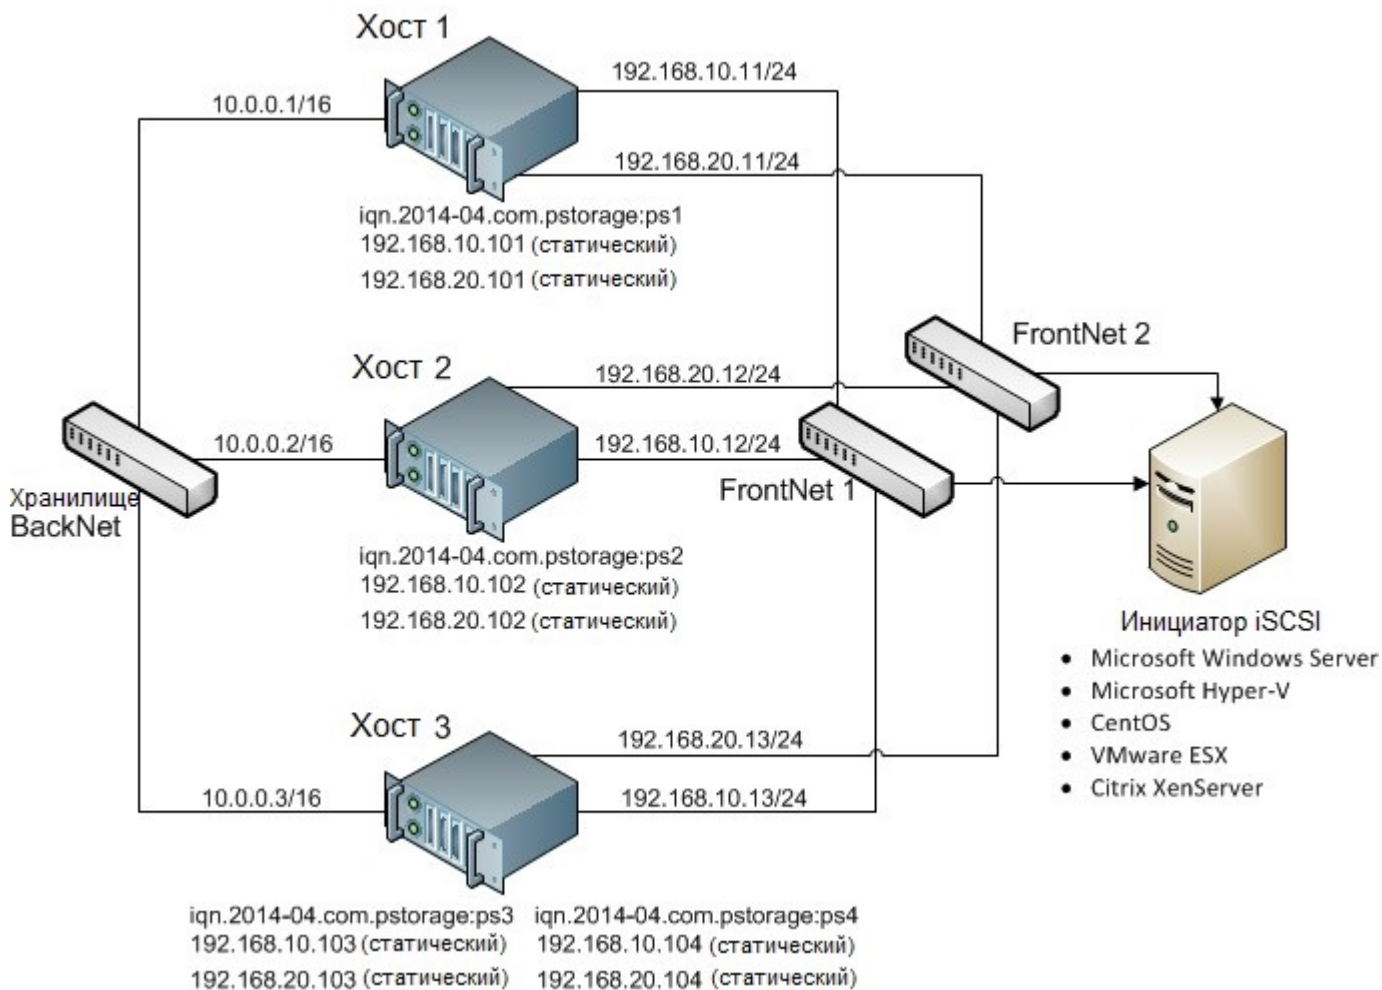 Хост 1
192.168.10.11/24
10.0.0.1/16
192.168.20.11/24
iqn.2014-04.com.pstorage:ps1
192.168.10.101 (статический)
192.168.20.101 (статический)
FrontNet 2
Хост 2
192.168.20.12/24
10.0.0.2/16
192.168.10.12/24
FrontNet 1
Хранилище
BackNet
iqn.2014-04.com.pstorage:ps2
192.168.10.102 (статический)
192.168.20.102 (статический)
Инициатор iSCSI
• Microsoft Windows Server
• Microsoft Hyper-V
• CentOS
• VMware ESX
• Citrix XenServer
Хост 3
192.168.20.13/24
10.0.0.3/16
192.168.10.13/24
iqn.2014-04.com.pstorage:ps3
192.168.10.103 (статический)
192.168.20.103 (статический)
iqn.2014-04.com.pstorage:ps4
192.168.10.104 (статический)
192.168.20.104 (статический)